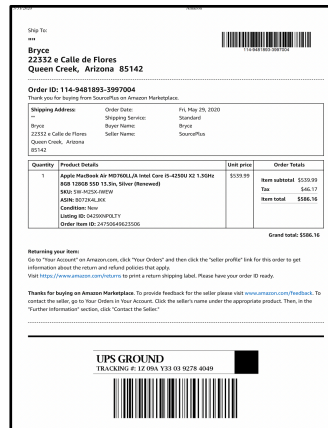 Ship To:
""
Bryce
22332 e Calle de Flores
Queen Creek, Arizona 85142
114-9481893-3997004
Order ID: 114-9481893-3997004
Thank you for buying from SourcePlus on Amazon Marketplace.
Shipping Address:
""
Bryce
22332 e Calle de Flores
Queen Creek, Arizona
85142
Order Date: Fri, May 29, 2020
Shipping Service: Standard
Buyer Name: Bryce
Seller Name: SourcePlus
Quantity Product Details Unit price Order Totals
1 Apple MacBook Air MD760LL/A Intel Core i5-4250U X2 1.3GHz
8GB 128GB SSD 13.3in, Silver (Renewed)
SKU: SW-M25X-IWEW
ASIN: B072K4LJKK
Condition: New
Listing ID: 0429XNP0LTY
Order Item ID: 24750649623506
$539.99
Item subtotal $539.99
Tax $46.17
Item total $586.16
Grand total: $586.16
Returning your item:
Go to "Your Account" on Amazon.com, click "Your Orders" and then click the "seller profile" link for this order to get
information about the return and refund policies that apply.
Visit https://www.amazon.com/returns to print a return shipping label. Please have your order ID ready.
Thanks for buying on Amazon Marketplace. To provide feedback for the seller please visit www.amazon.com/feedback. To
contact the seller, go to Your Orders in Your Account. Click the seller's name under the appropriate product. Then, in the
"Further Information" section, click "Contact the Seller."
UPS GROUND
TRACKING #: 1Z 09A Y33 03 9278 4049